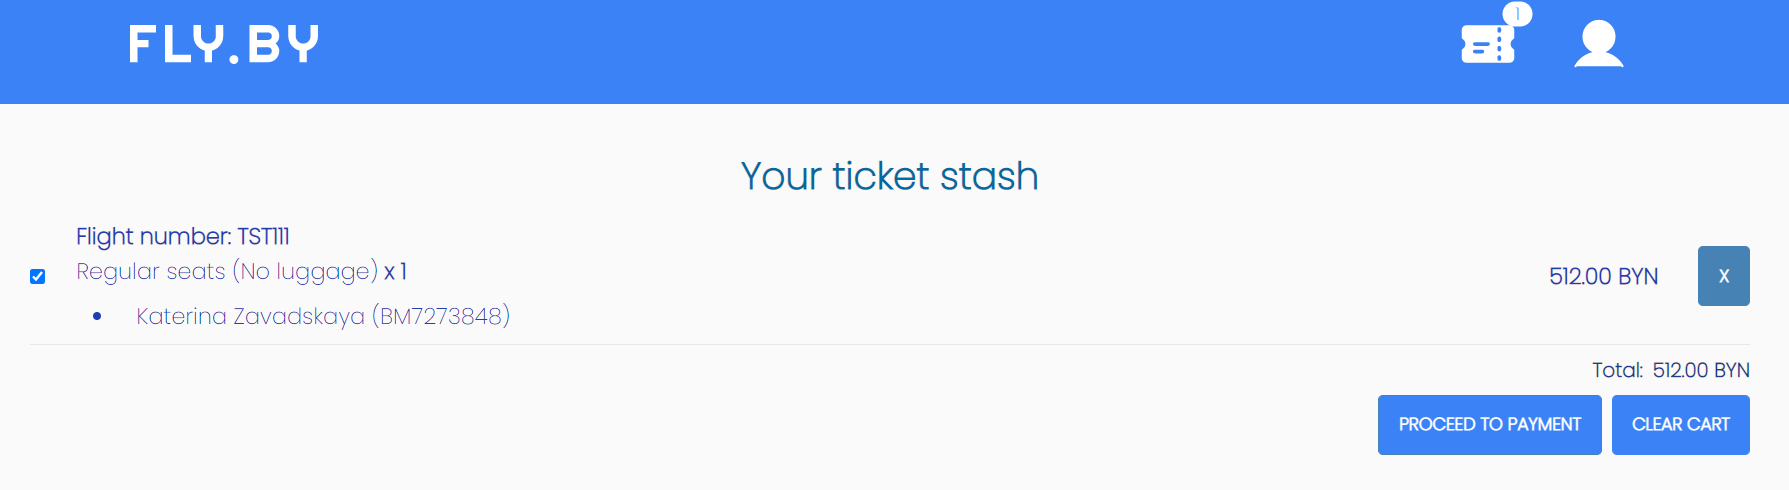 FLY.BY
1
Your ticket stash
Flight number: TST111
Regular seats (No luggage) x 1
512.00 BYN
X
Katerina Zavadskaya (BM7273848)
Total: 512.00 BYN
PROCEED TO PAYMENT
CLEAR CART